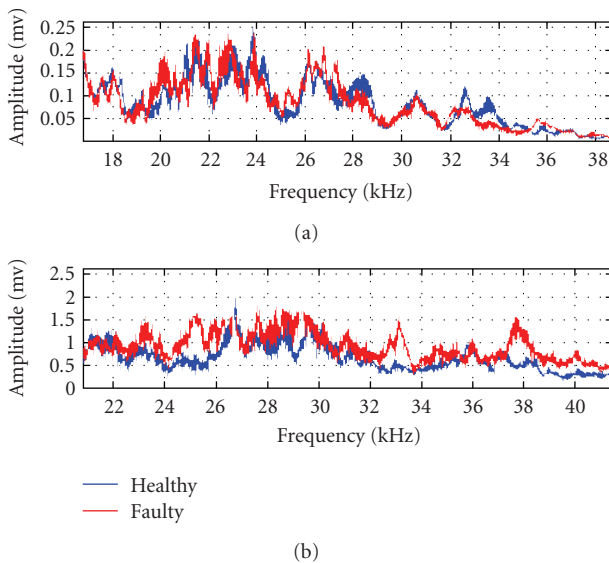 Amplitude (mv)
0.25
0.2
0.15
0.1
0.05
18 20 22 24 26 28 30 32 34 36 38
Frequency (kHz)
(a)
Amplitude (mv)
2.5
2
1.5
1
0.5
0
22 24 26 28 30 32 34 36 38 40
Frequency (kHz)
Healthy
Faulty
(b)